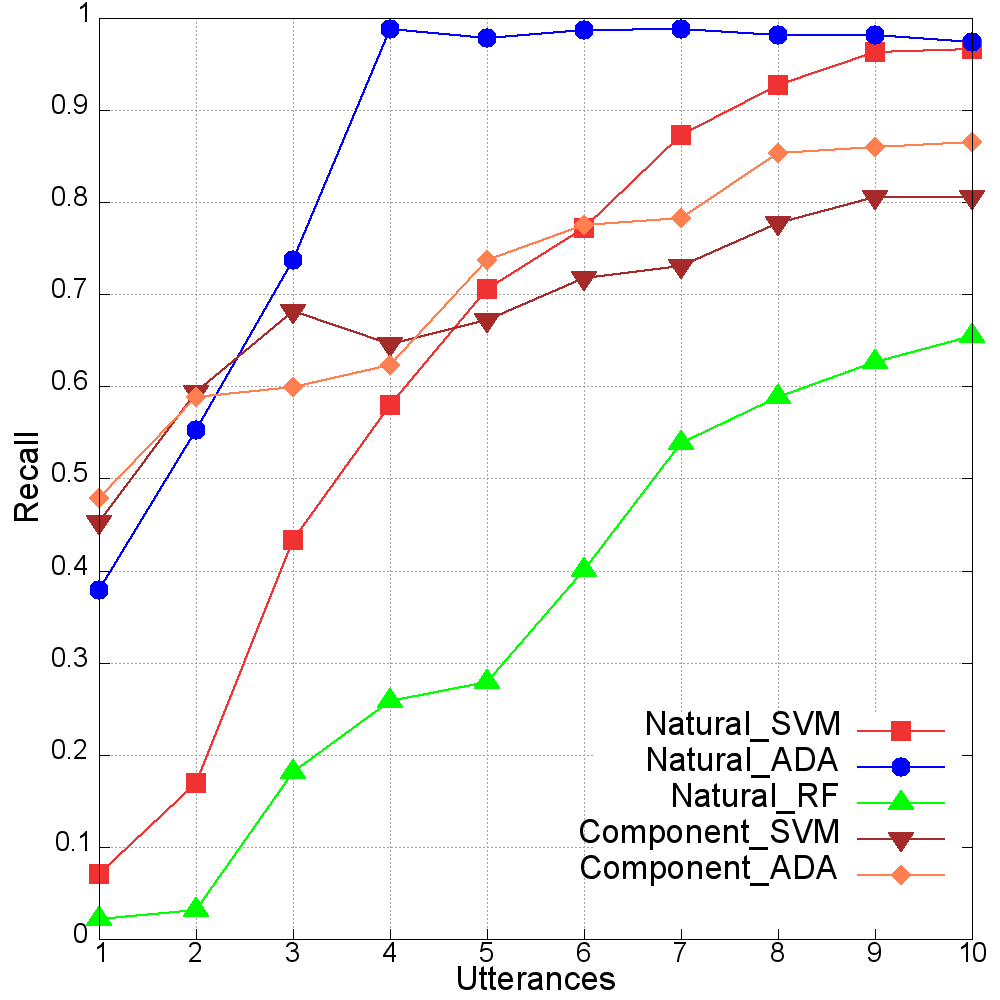 1
0.9
0.8
0.7
0.6
0.5
0.4
0.3
0.2
0.1
0
Recall
Natural_SVM
Natural_ADA
Natural_RF
Component_SVM
Component_ADA
1 2 3 4 5 6 7 8 9 10
Utterances